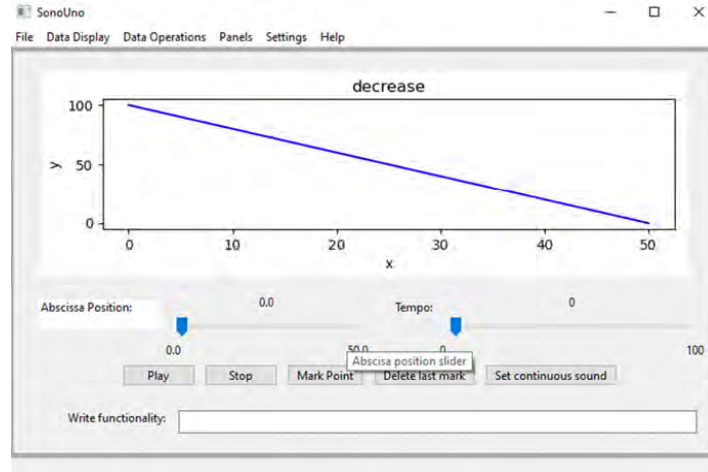 SonoUno
File Data Display Data Operations Panels Settings Help
decrease
100
50
0
y
0 10 20 30 40 50
x
Abscissa Position: 0.0 Tempo: 0
0.0 50.0 0 100
Abscisa position slider
Play Stop Mark Point Delete last mark Set continuous sound
Write functionality: